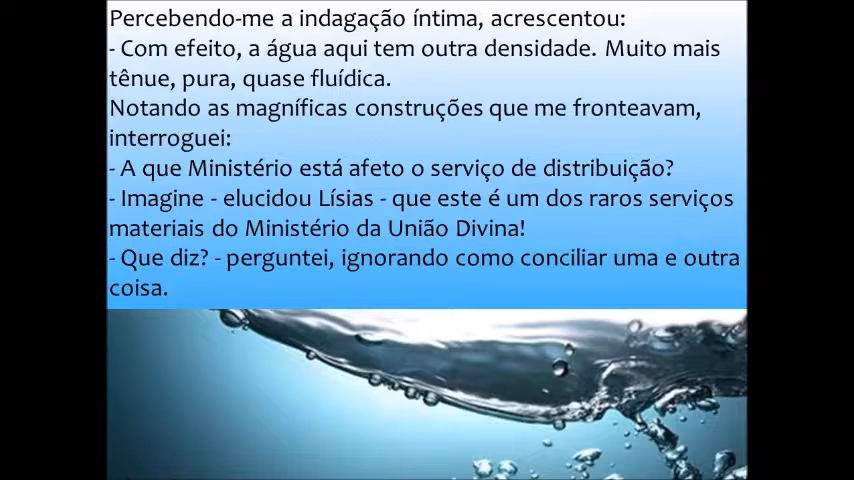 Percebendo-me a indagação íntima, acrescentou:
- Com efeito, a água aqui tem outra densidade. Muito mais
tênue, pura, quase fluídica.
Notando as magníficas construções que me fronteavam,
interroguei:
- A que Ministério está afeto o serviço de distribuição?
- Imagine - elucidou Lísias - que este é um dos raros serviços
materiais do Ministério da União Divina!
- Que diz? - perguntei, ignorando como conciliar uma e outra
coisa.